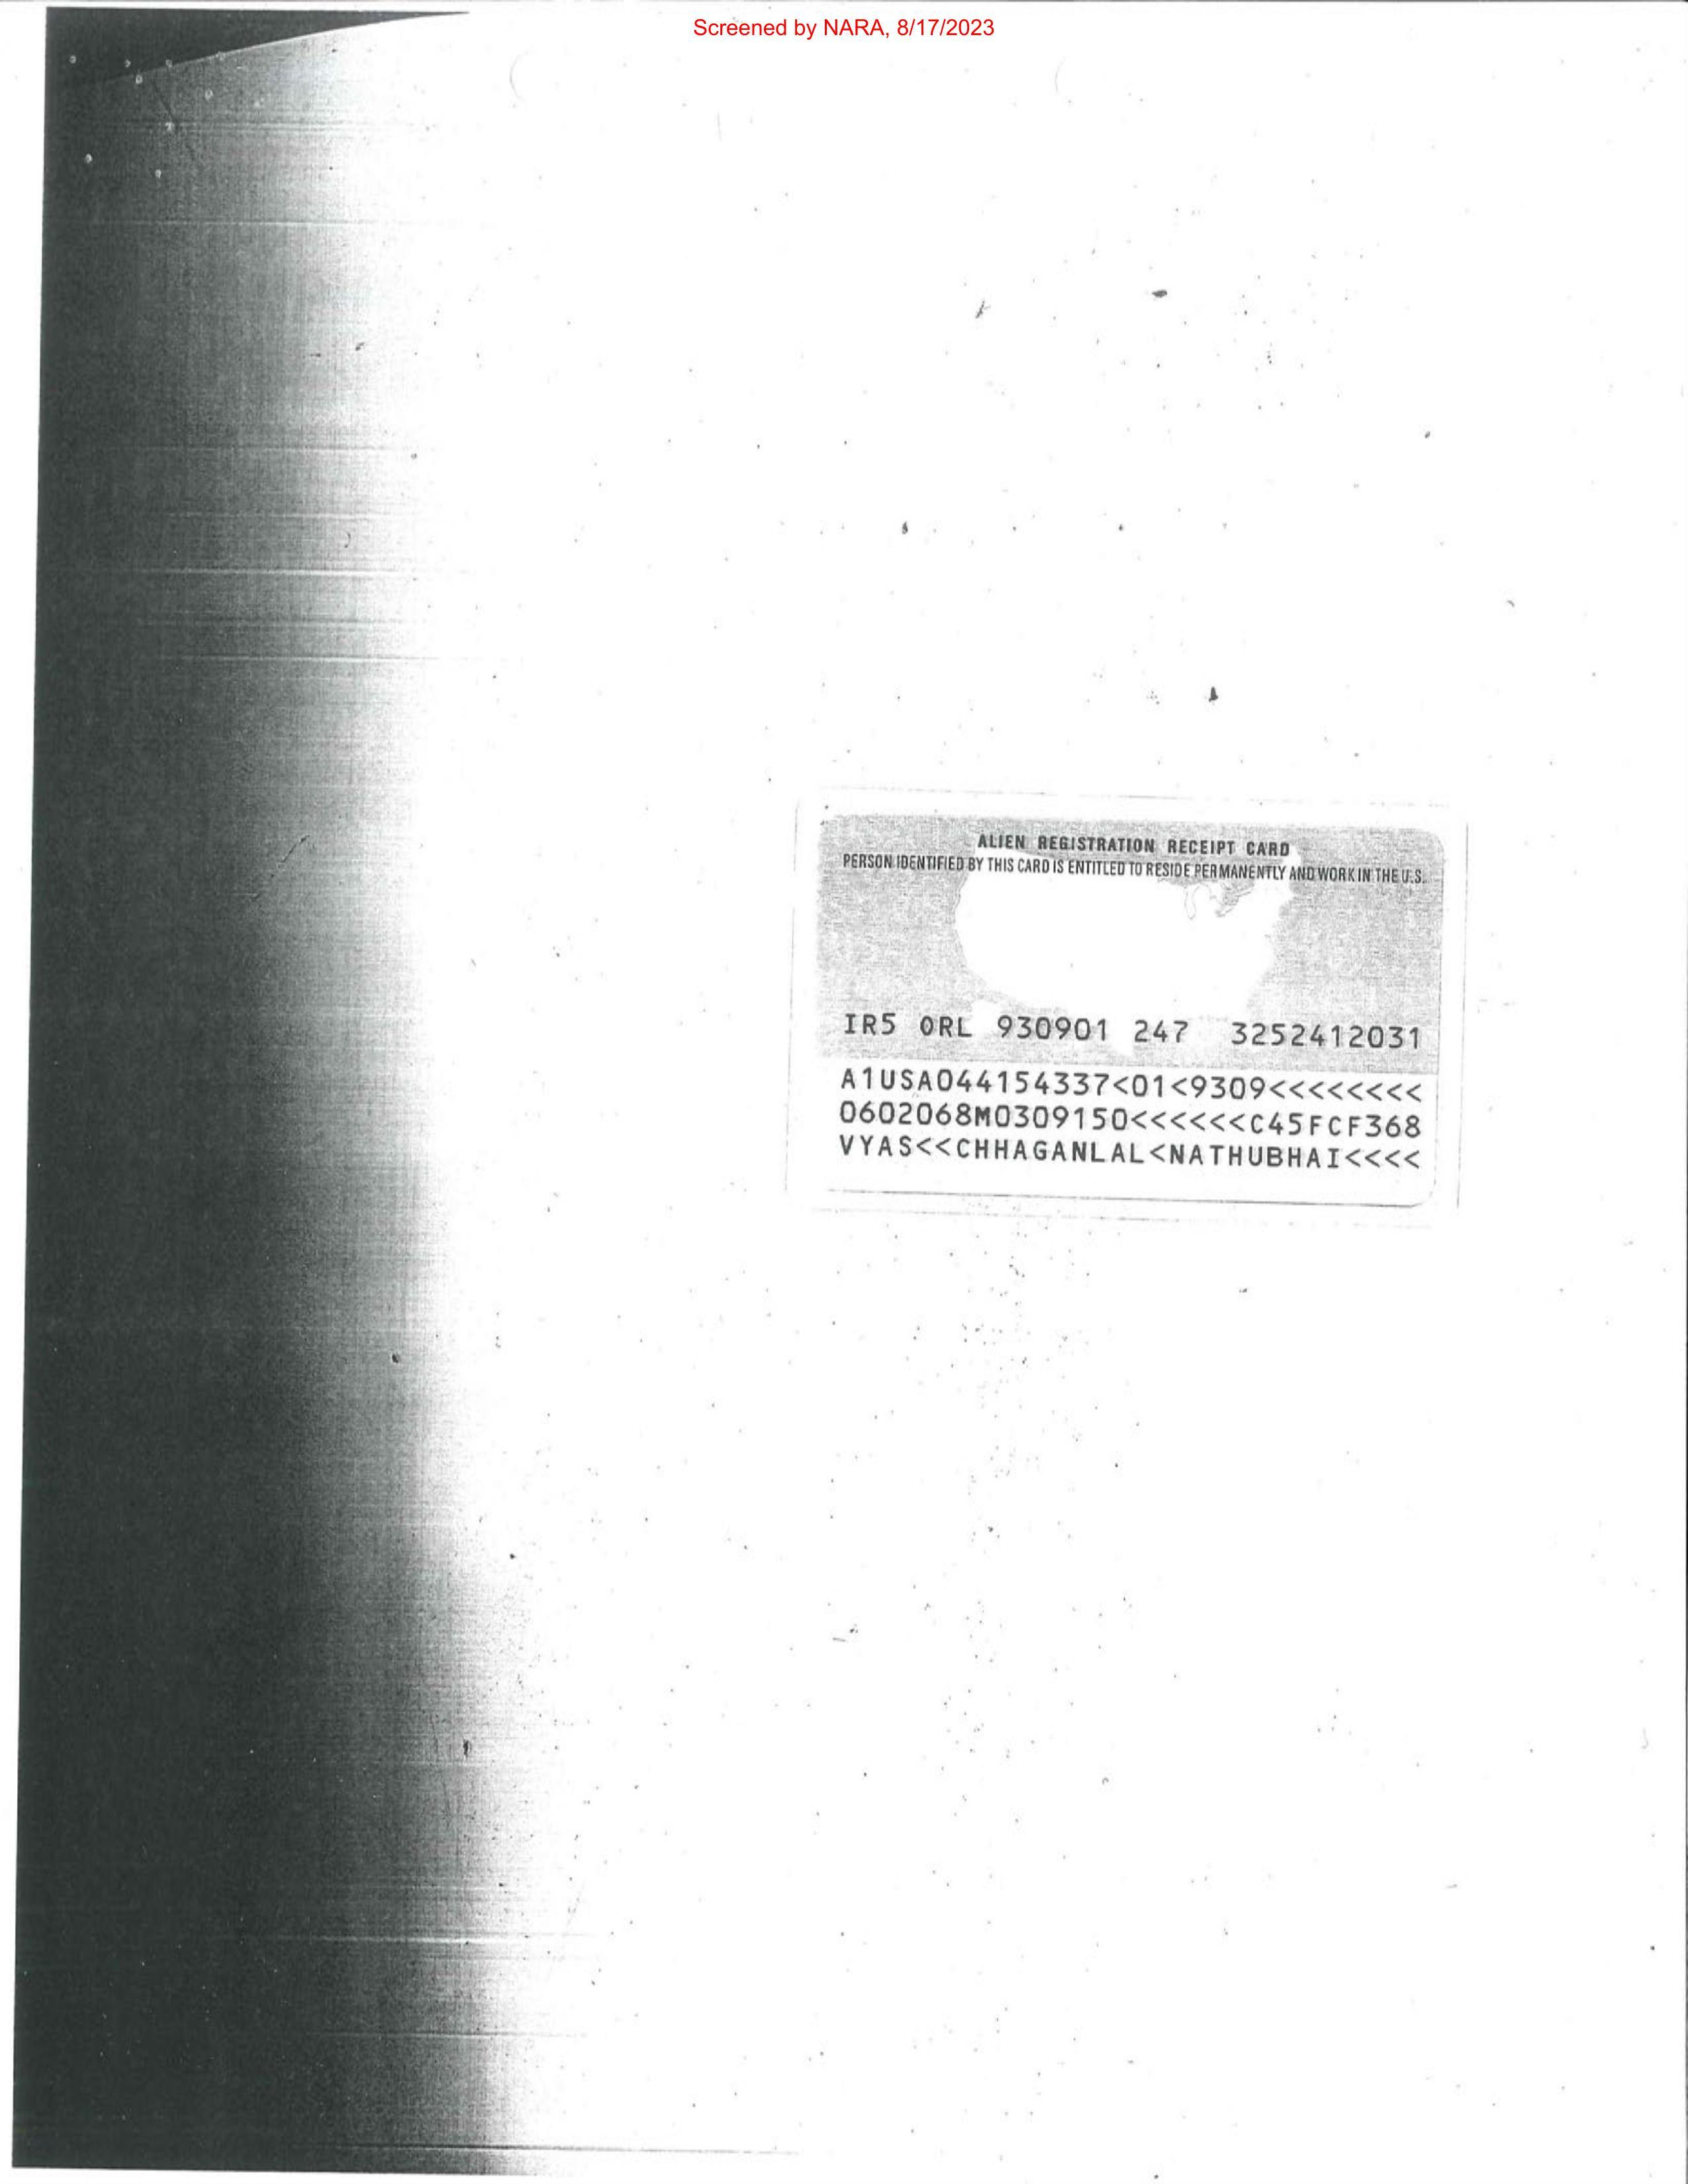 Screened by NARA, 8/17/2023
ALIEN REGISTRATION RECEIPT CARD
PERSON IDENTIFIED BY THIS CARD IS ENTITLED TO RESIDE PERMANENTLY AND WORK IN THE U.S.
IR5 ORL 930901 247 3252412031
A1USA044154337<01<9309<<<<<<<<
0602068M0309150<<<<<<C45FCF368
VYAS<<CHHAGANLAL<NATHUBHAI<<<<